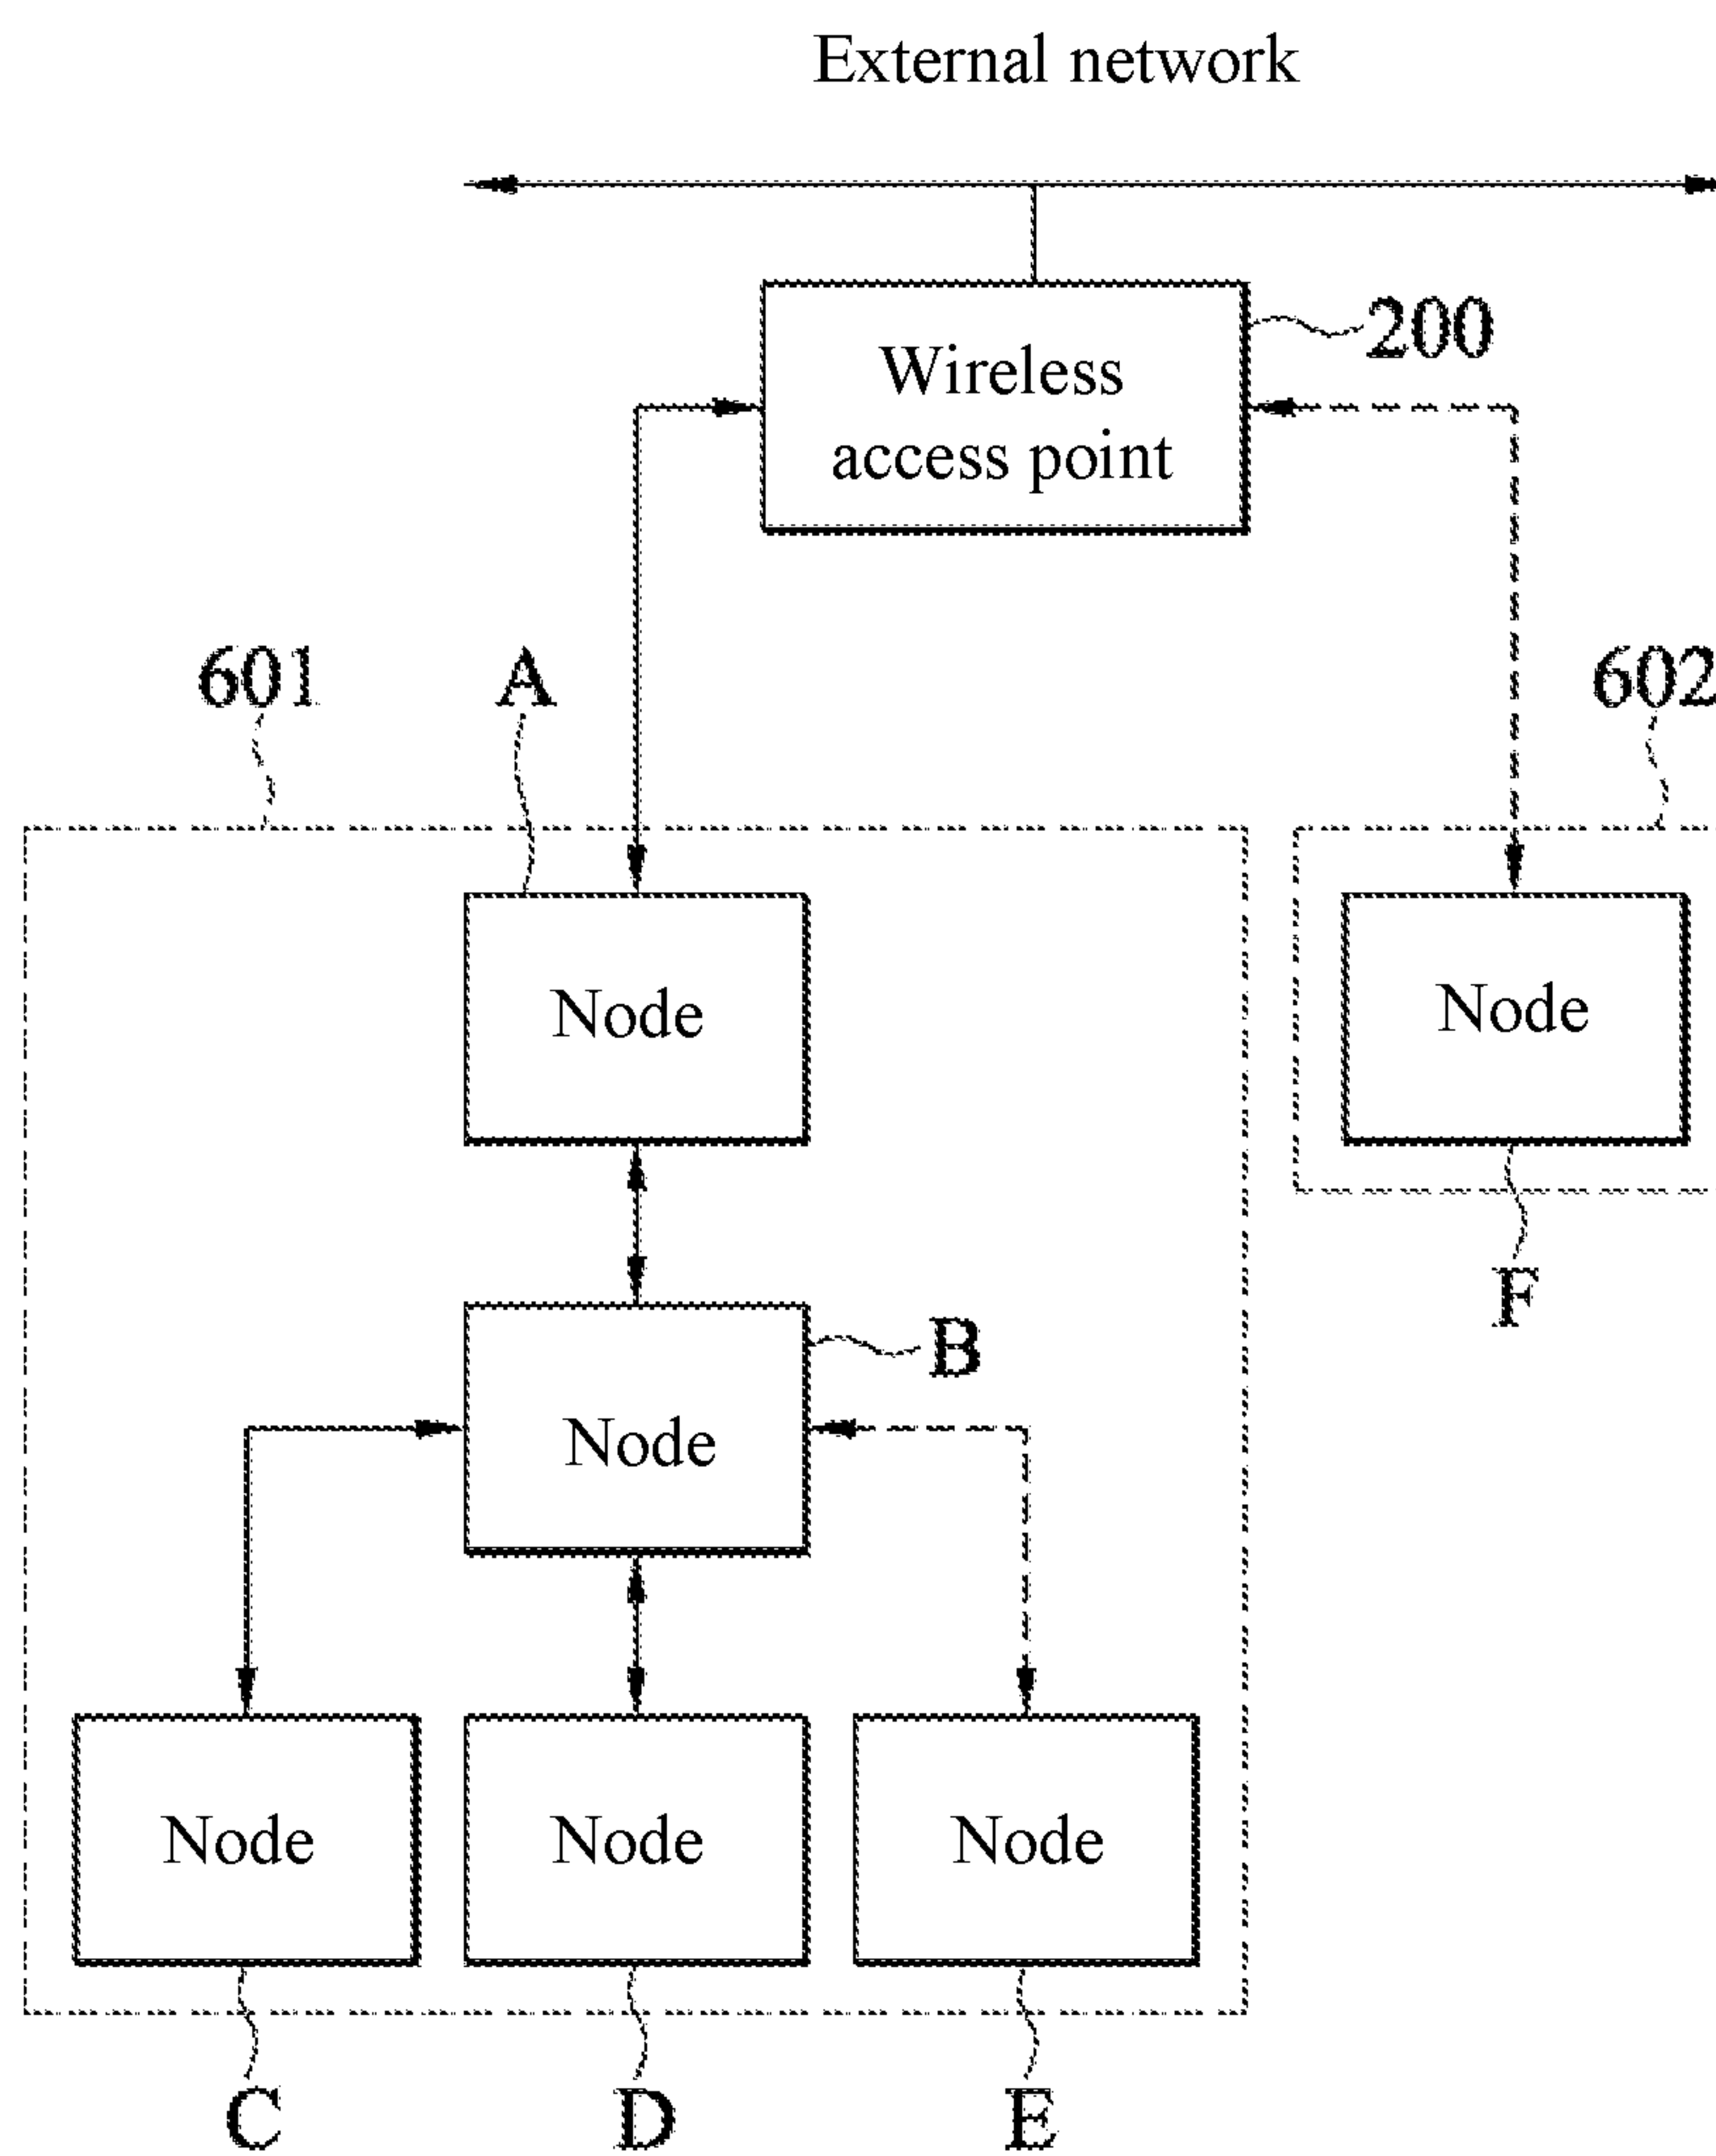 External network
Wireless
access point
200
601
A
602
Node
Node
F
Node
B
Node
Node
Node
C
D
E